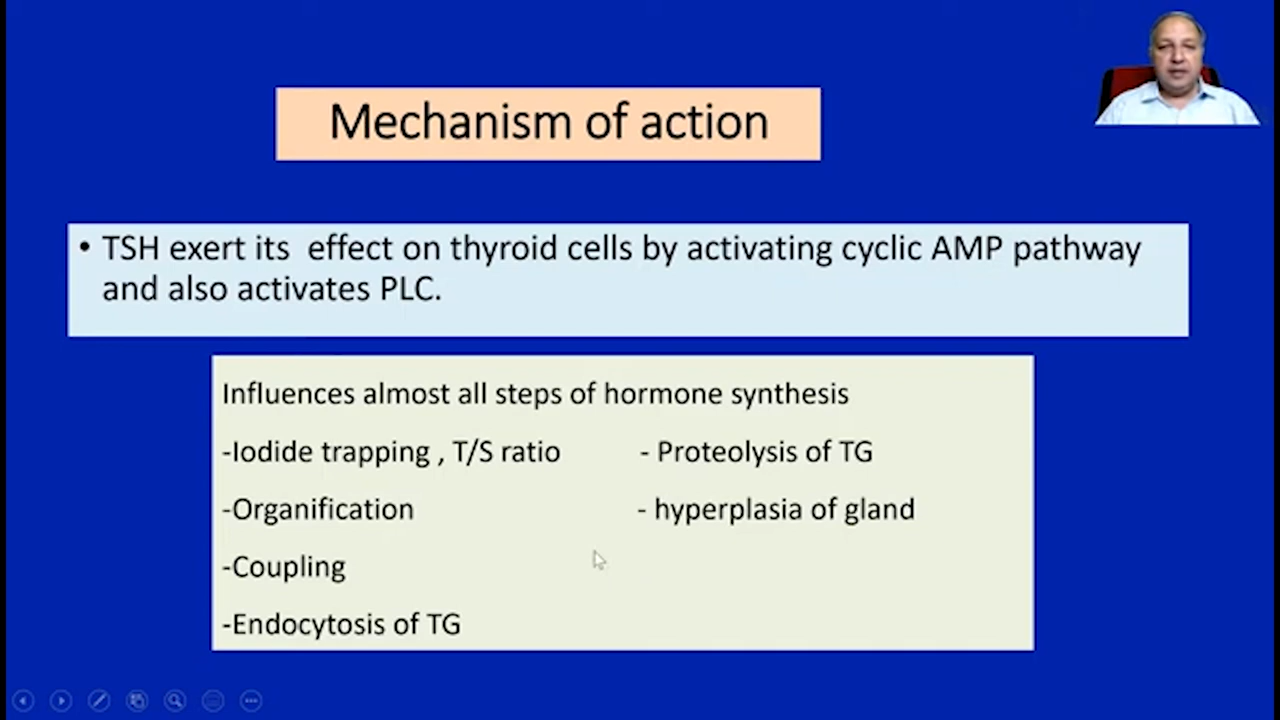 Mechanism of action
• TSH exert its effect on thyroid cells by activating cyclic AMP pathway
and also activates PLC.
Influences almost all steps of hormone synthesis
-Iodide trapping , T/S ratio - Proteolysis of TG
-Organification - hyperplasia of gland
-Coupling
-Endocytosis of TG